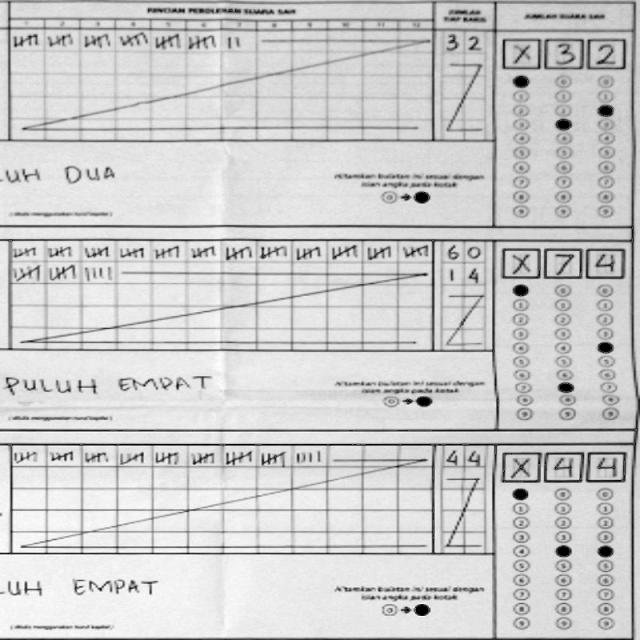 RINCIAN PEROLEHAN SUARA SAH
JUMLAH TIAP BARIS
JUMLAH SUARA SAH
1 2 3 4 5 6 7 8 9 10 11 12
32
X 3 2
LUH DUA
Hitamkan bulatan ini sesuai dengan
isian angka pada kotak
(ditulis menggunakan huruf kapital)
60
14
X 7 4
PULUH EMPAT
Hitamkan bulatan ini sesuai dengan
isian angka pada kotak
(ditulis menggunakan huruf kapital)
44
X 4 4
LUH EMPAT
Hitamkan bulatan ini sesuai dengan
isian angka pada kotak
(ditulis menggunakan huruf kapital)